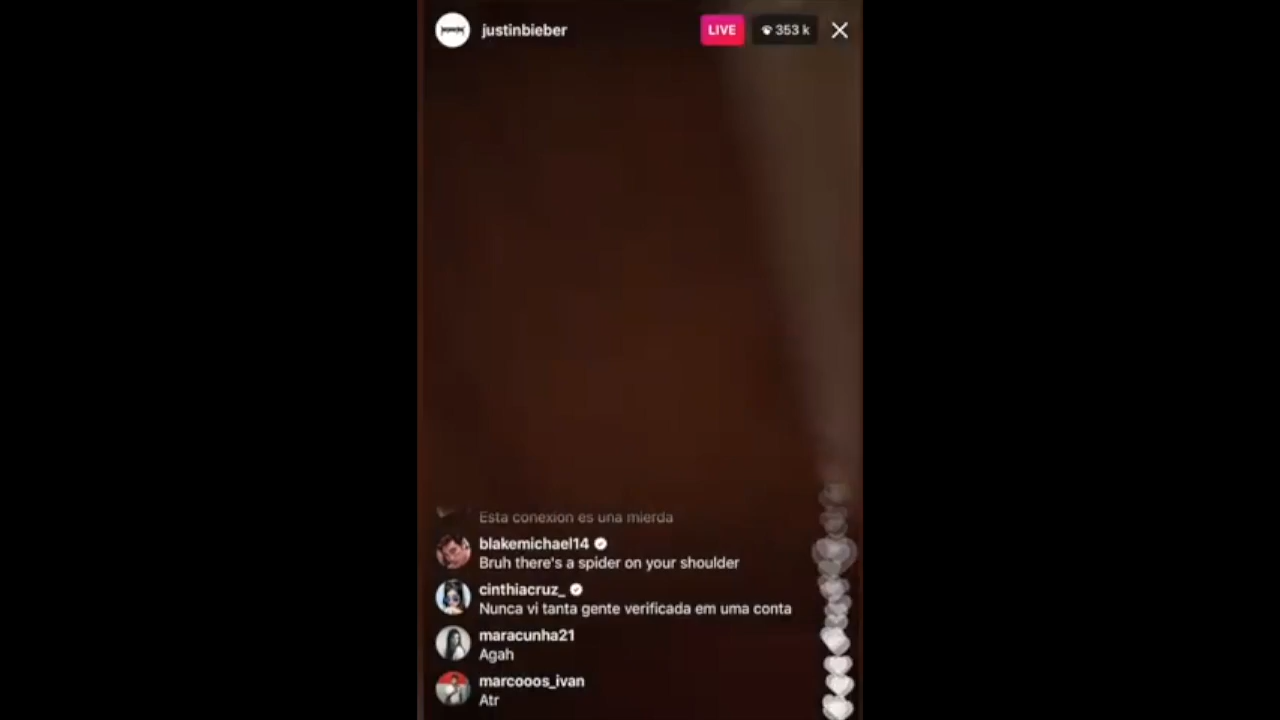 justinbieber
LIVE
353 k
Esta conexion es una mierda
blakemichael14
Bruh there's a spider on your shoulder
cinthiacruz_
Nunca vi tanta gente verificada em uma conta
maracunha21
Agah
marcooos_ivan
Atr